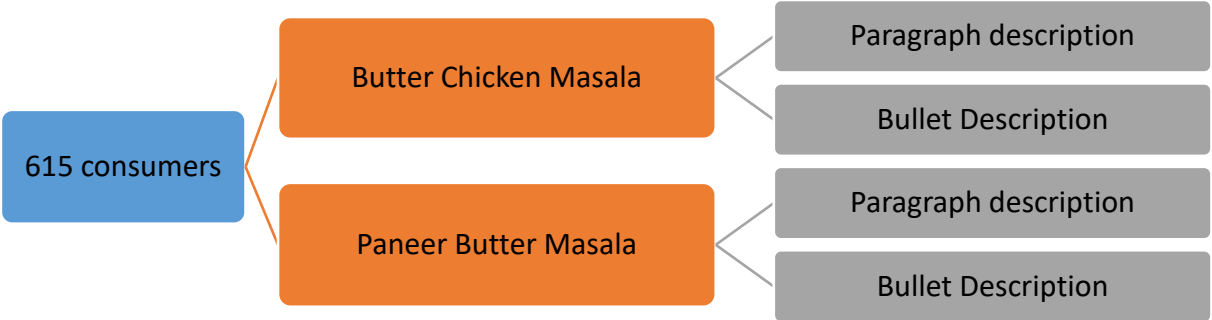 615 consumers
Butter Chicken Masala
Paragraph description
Bullet Description
Paneer Butter Masala
Paragraph description
Bullet Description